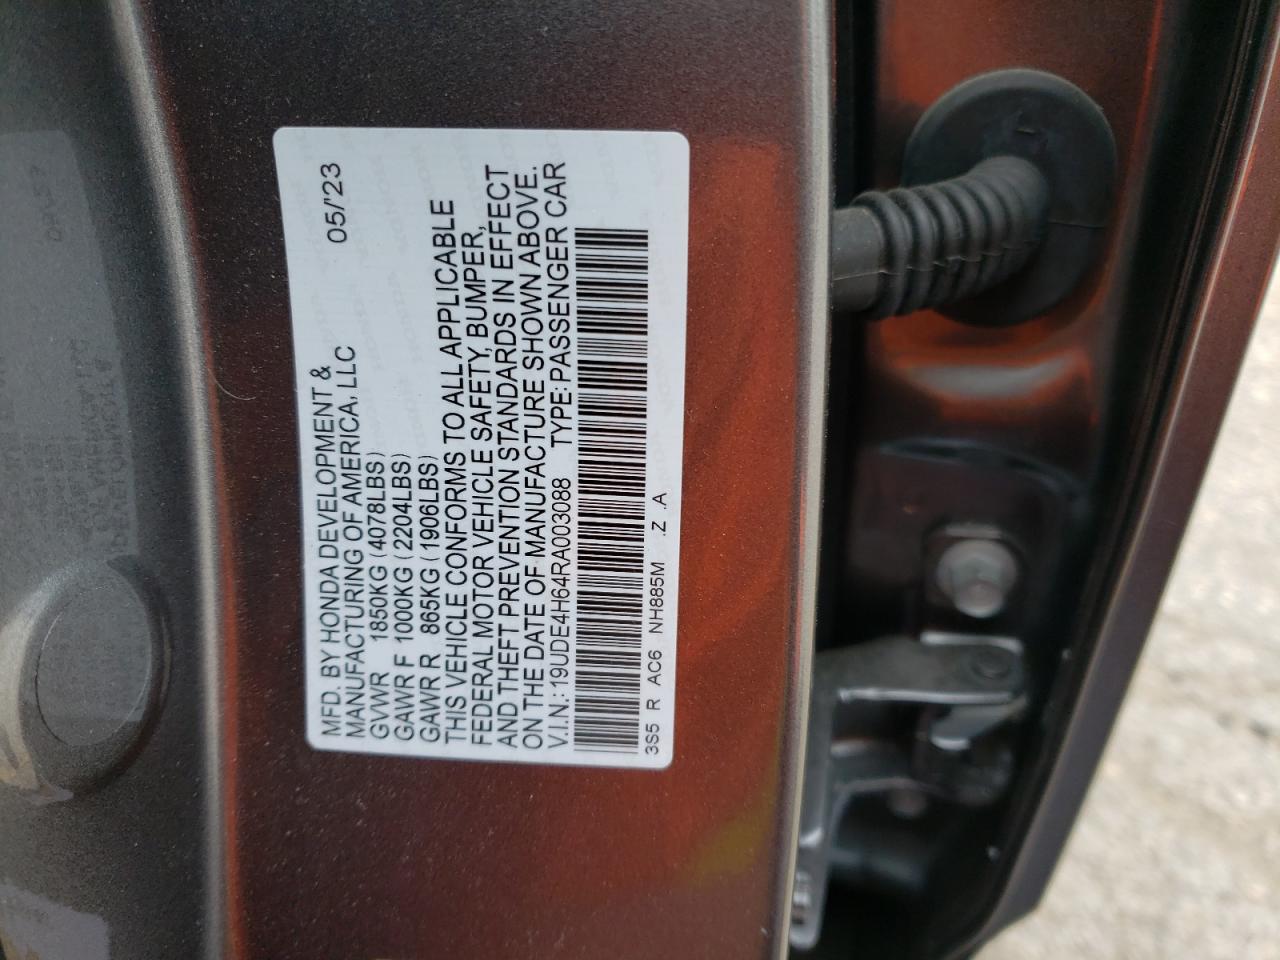 MFD. BY HONDA DEVELOPMENT &
MANUFACTURING OF AMERICA, LLC 05/'23
GVWR 1850KG (4078LBS)
GAWR F 1000KG (2204LBS)
GAWR R 865KG (1906LBS)
THIS VEHICLE CONFORMS TO ALL APPLICABLE
FEDERAL MOTOR VEHICLE SAFETY, BUMPER,
AND THEFT PREVENTION STANDARDS IN EFFECT
ON THE DATE OF MANUFACTURE SHOWN ABOVE.
V.I.N.: 19UDE4H64RA003088 TYPE: PASSENGER CAR
3S5 R AC6 NH885M .Z .A